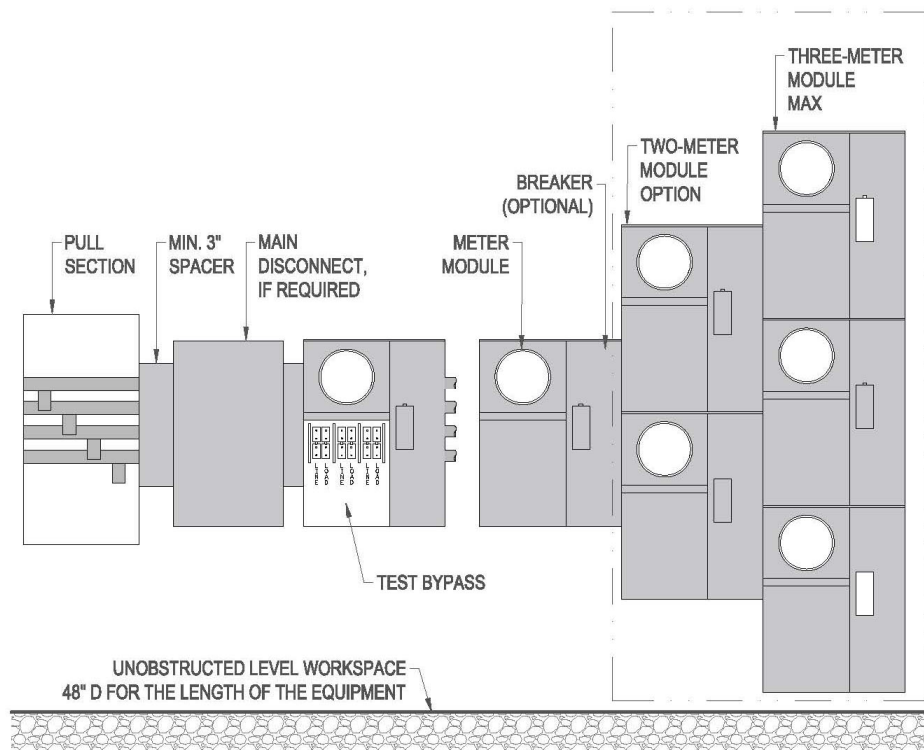 THREE-METER
MODULE
MAX
TWO-METER
MODULE
OPTION
BREAKER
(OPTIONAL)
PULL
SECTION
MIN. 3"
SPACER
MAIN
DISCONNECT,
IF REQUIRED
METER
MODULE
LINE
LOAD
LINE
LOAD
LINE
LOAD
TEST BYPASS
UNOBSTRUCTED LEVEL WORKSPACE
48" D FOR THE LENGTH OF THE EQUIPMENT